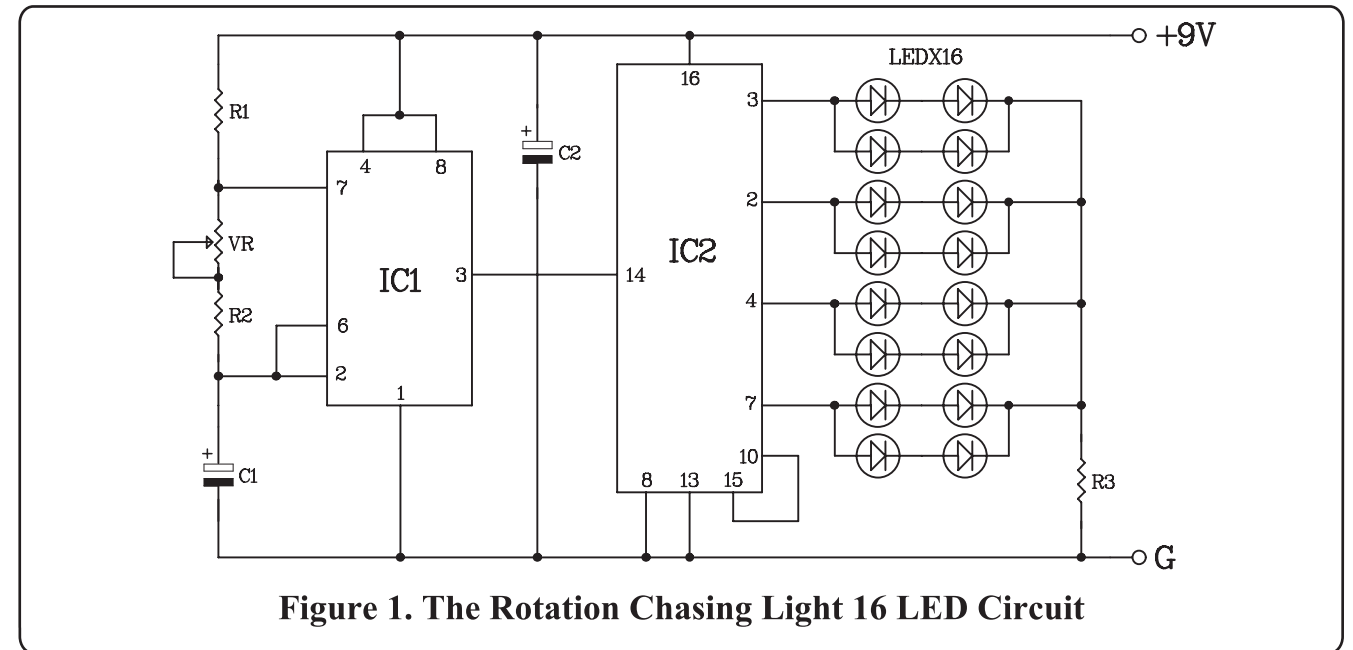 +9V
LEDX16
16
R1
3
+
C2
4 8
7
2
VR
IC1
3
14
IC2
4
R2
6
2
1
7
10
+
C1
8 13 15
R3
G
Figure 1. The Rotation Chasing Light 16 LED Circuit